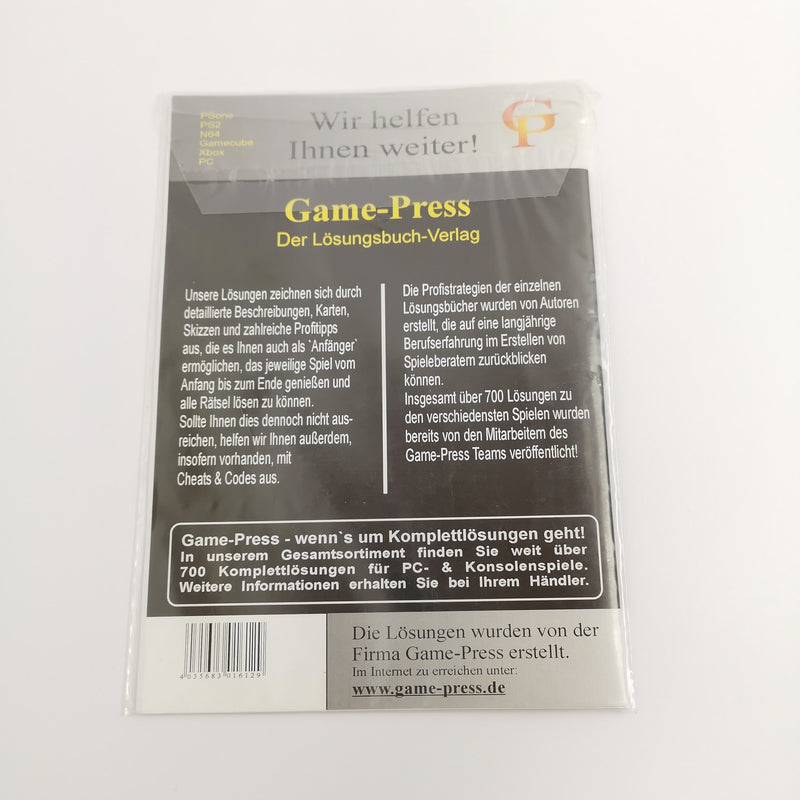 PSone
PS2
N64
Gamecube
Xbox
PC
Wir helfen
Ihnen weiter!
GP
Game-Press
Der Lösungsbuch-Verlag
Unsere Lösungen zeichnen sich durch
detaillierte Beschreibungen, Karten,
Skizzen und zahlreiche Profitipps
aus, die es Ihnen auch als `Anfänger`
ermöglichen, das jeweilige Spiel vom
Anfang bis zum Ende genießen und
alle Rätsel lösen zu können.
Sollte Ihnen dies dennoch nicht aus-
reichen, helfen wir Ihnen außerdem,
insofern vorhanden, mit
Cheats & Codes aus.
Die Profistrategien der einzelnen
Lösungsbücher wurden von Autoren
erstellt, die auf eine langjährige
Berufserfahrung im Erstellen von
Spieleberatern zurückblicken
können.
Insgesamt über 700 Lösungen zu
den verschiedensten Spielen wurden
bereits von den Mitarbeitern des
Game-Press Teams veröffentlicht!
Game-Press - wenn`s um Komplettlösungen geht!
In unserem Gesamtsortiment finden Sie weit über
700 Komplettlösungen für PC- & Konsolenspiele.
Weitere Informationen erhalten Sie bei Ihrem Händler.
4 035683 016129
Die Lösungen wurden von der
Firma Game-Press erstellt.
Im Internet zu erreichen unter:
www.game-press.de